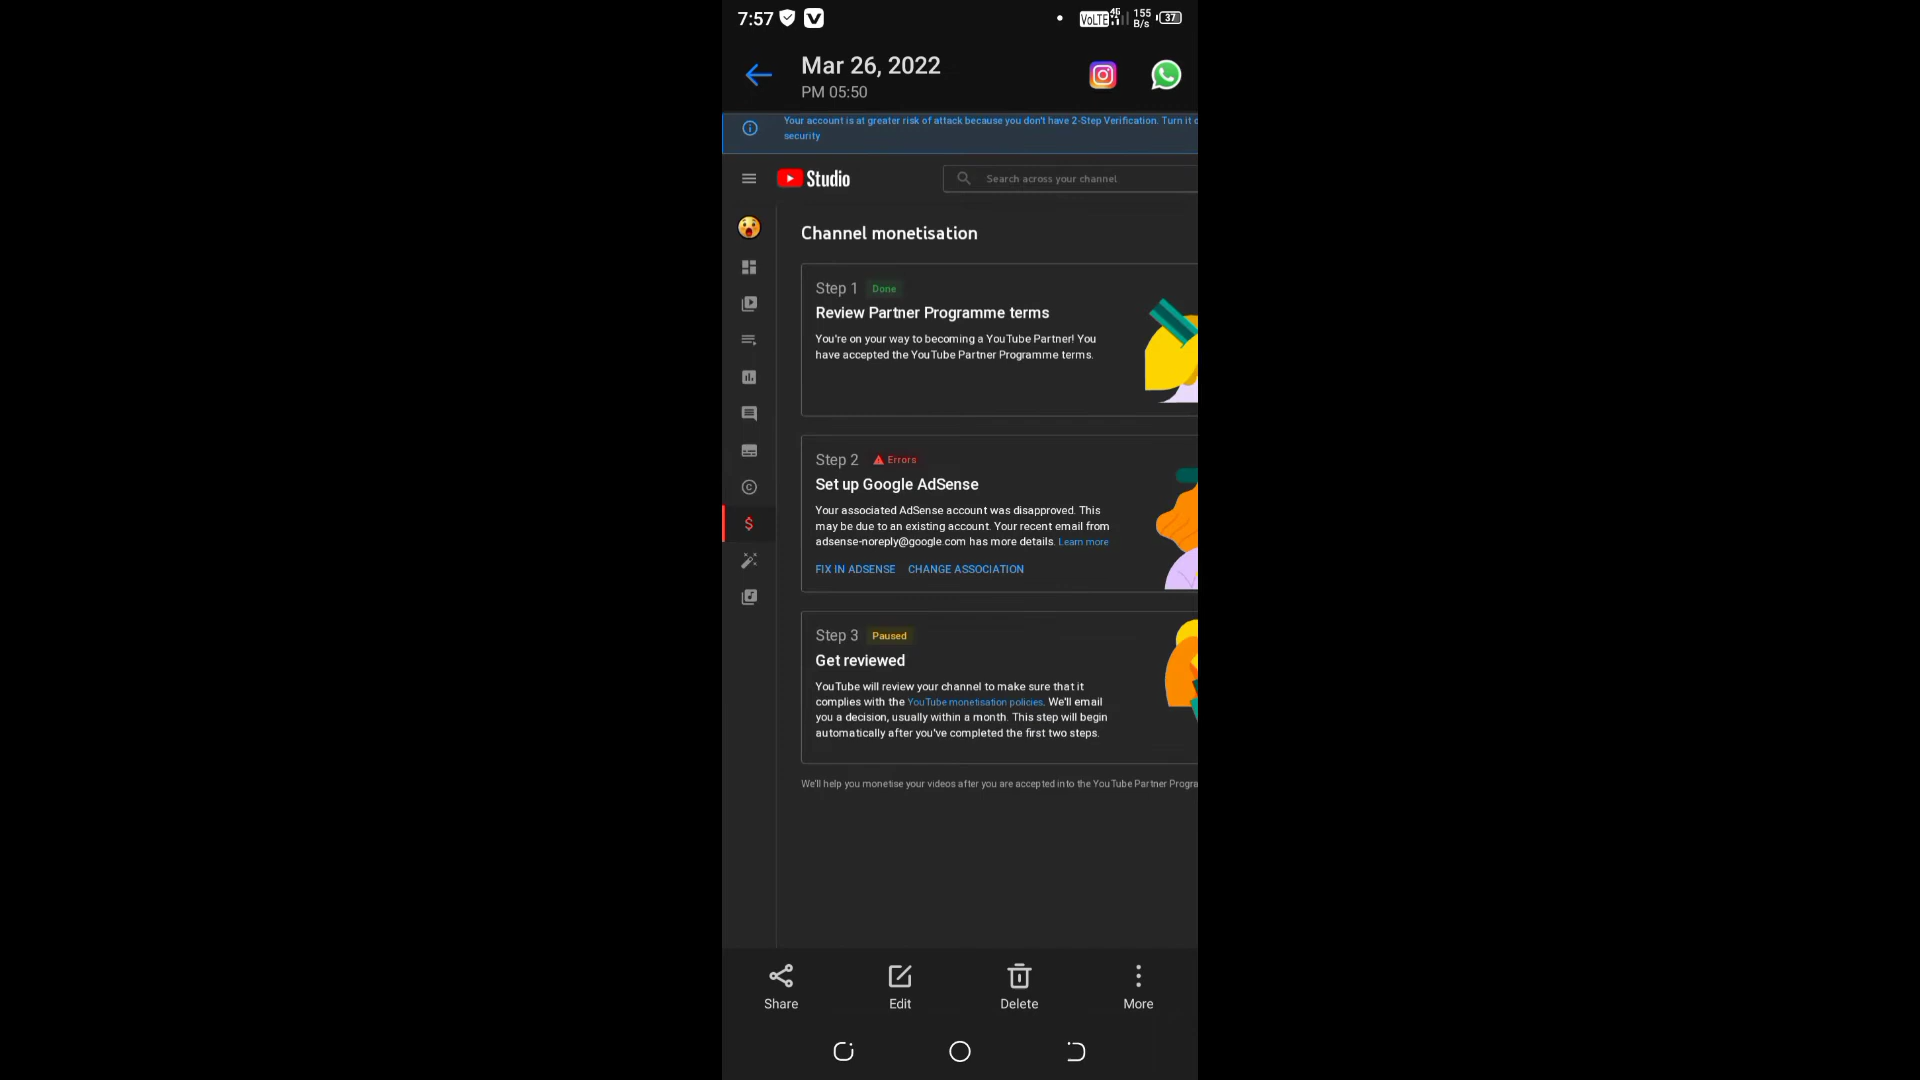 7:57
VoLTE 4G 155 B/s 37
Mar 26, 2022
PM 05:50
Your account is at greater risk of attack because you don't have 2-Step Verification. Turn it
security
Studio
Search across your channel
Channel monetisation
Step 1 Done
Review Partner Programme terms
You're on your way to becoming a YouTube Partner! You
have accepted the YouTube Partner Programme terms.
Step 2 Errors
Set up Google AdSense
Your associated AdSense account was disapproved. This
may be due to an existing account. Your recent email from
adsense-noreply@google.com has more details. Learn more
FIX IN ADSENSE CHANGE ASSOCIATION
Step 3 Paused
Get reviewed
YouTube will review your channel to make sure that it
complies with the YouTube monetisation policies. We'll email
you a decision, usually within a month. This step will begin
automatically after you've completed the first two steps.
We'll help you monetise your videos after you are accepted into the YouTube Partner Progra
Share Edit Delete More